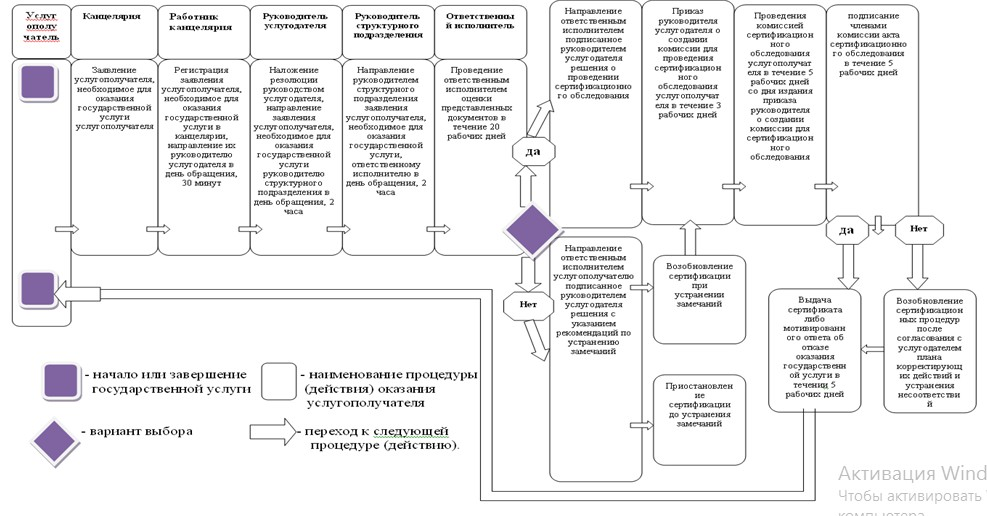 Услуг
ополу
чатель
Канцелярия
Работник
канцелярия
Руководитель
услугодателя
Руководитель
структурного
подразделения
Ответственны
й исполнитель
Заявление
услугополучателя,
необходимое для
оказания
государственной
услуги
услугополучателя
Регистрация
заявления
услугополучателя,
необходимое для
оказания
государственной
услуги в
канцелярии,
направление их
руководителю
услугодателя в
день обращения,
30 минут
Наложение
резолюции
руководством
услугодателя,
направление
заявления
услугополучателя,
необходимое для
оказания
государственной
услуги
руководителю
структурного
подразделения в
день обращения, 2
часа
Направление
руководителем
структурного
подразделения
заявления
услугополучателя,
необходимое для
оказания
государственной
услуги,
ответственному
исполнителю в
день обращения, 2
часа
Проведение
ответственным
исполнителем
оценки
представленных
документов в
течение 20
рабочих дней
да
Нет
Направление
ответственным
исполнителем
подписанное
руководителем
услугодателя
решения о
проведении
сертификационно
го обследования
Приказ
руководителя
услугодателя о
создании
комиссии для
проведения
сертификацион
ного
обследования
услугополучат
еля в течение 3
рабочих дней
Проведения
комиссией
сертификацион
ного
обследования
услугополучат
еля в течение 5
рабочих дней
со дня издания
приказа
руководителя
о создании
комиссии для
сертификацион
ного
обследования
подписание
членами
комиссии акта
сертификационно
го обследования
в течение 5
рабочих дней
да
Нет
Направление
ответственным
исполнителем
услугополучателю
подписанное
руководителем
услугодателя
решения с
указанием
рекомендаций по
устранению
замечаний
Возобновление
сертификации
при
устранении
замечаний
Приостановлен
ие
сертификации
до устранения
замечаний
Выдача
сертификата
либо
мотивированн
ого ответа об
отказе
оказания
государственн
ой услуги в
течении 5
рабочих дней
Возобновление
сертификацион
ных процедур
после
согласования с
услугодателем
плана
корректирующ
их действий и
устранения
несоответстви
й
- начало или завершение
государственной услуги
- наименование процедуры
(действия) оказания
услугополучателя
- вариант выбора
- переход к следующей
процедуре (действию).
Активация Wind
Чтобы активировать